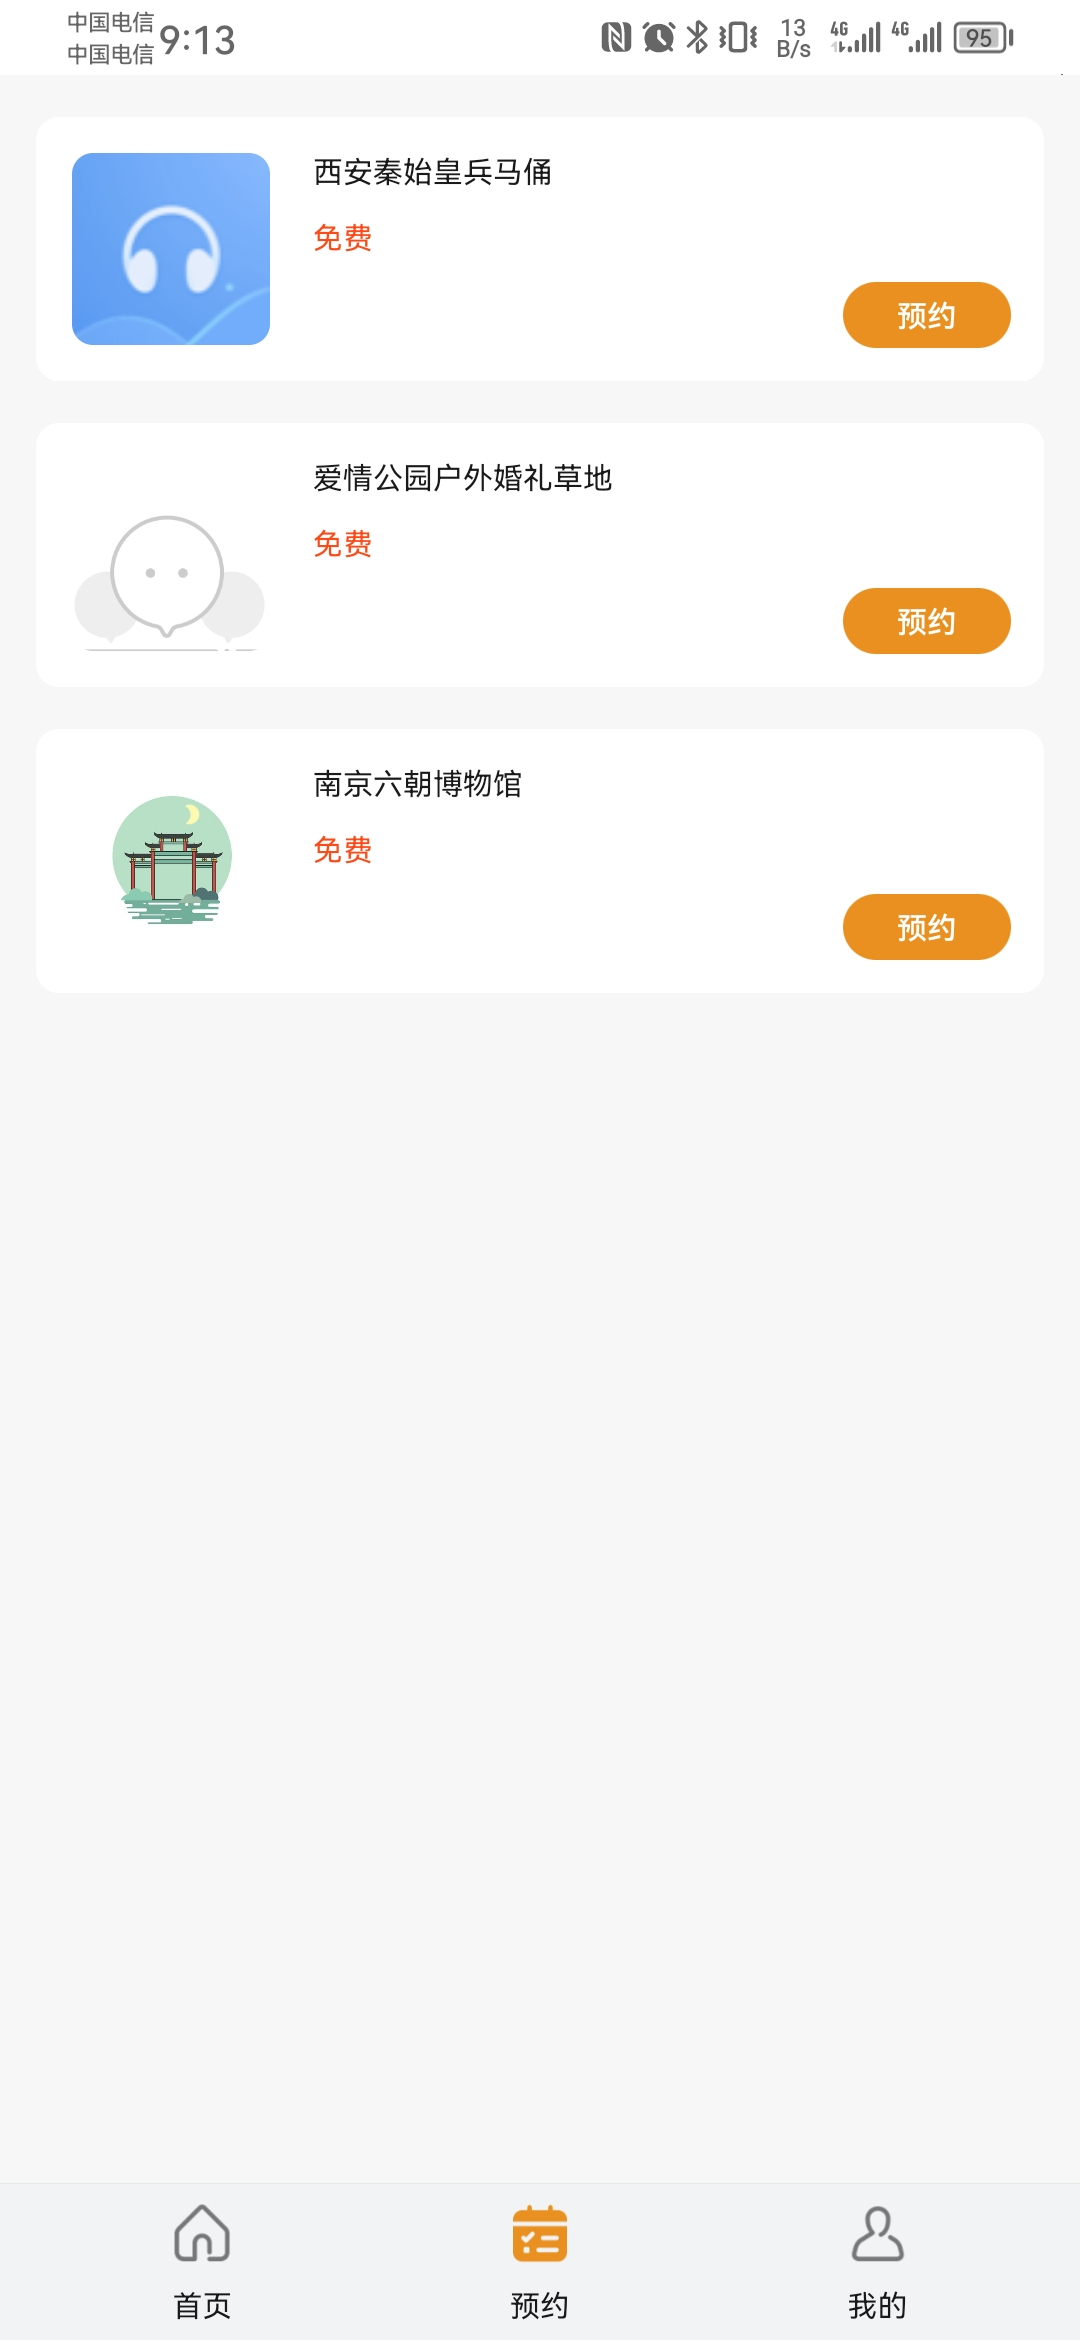 中国电信
中国电信
9:13
13
B/s
4G
4G
95
西安秦始皇兵马俑
免费
预约
爱情公园户外婚礼草地
免费
预约
南京六朝博物馆
免费
预约
首页
预约
我的